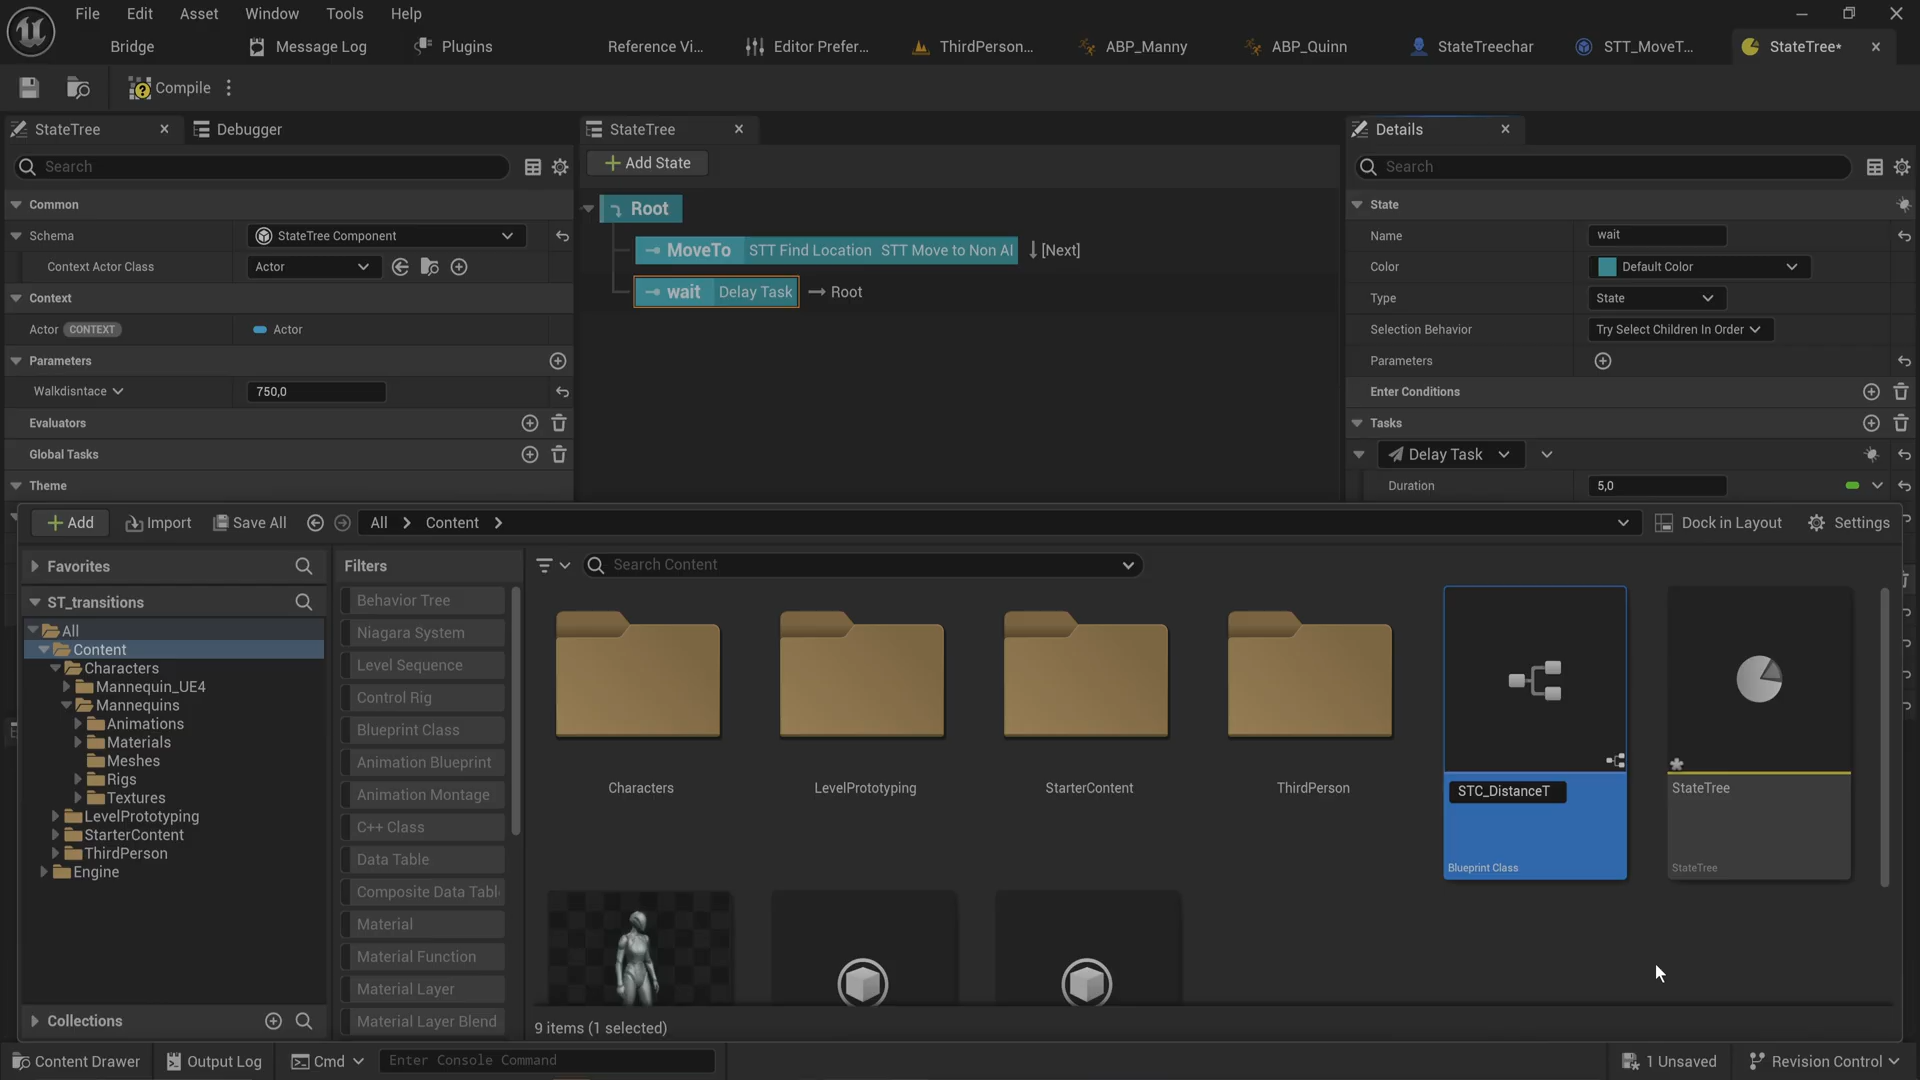 File Edit Asset Window Tools Help
Bridge Message Log Plugins Reference Vi... Editor Prefer... ThirdPerson... ABP_Manny ABP_Quinn StateTreechar STT_MoveT... StateTree*
Compile
StateTree Debugger
Search
Common
Schema StateTree Component
Context Actor Class Actor
Context
Actor CONTEXT Actor
Parameters
Walkdisntace 750,0
Evaluators
Global Tasks
Theme
StateTree
Add State
Root
MoveTo STT Find Location STT Move to Non AI [Next]
wait Delay Task Root
Details
Search
State
Name wait
Color Default Color
Type State
Selection Behavior Try Select Children In Order
Parameters
Enter Conditions
Tasks
Delay Task
Duration 5,0
Add Import Save All All Content Dock in Layout Settings
Favorites
ST_transitions
All
Content
Characters
Mannequin_UE4
Mannequins
Animations
Materials
Meshes
Rigs
Textures
LevelPrototyping
StarterContent
ThirdPerson
Engine
Collections
Filters
Behavior Tree
Niagara System
Level Sequence
Control Rig
Blueprint Class
Animation Blueprint
Animation Montage
C++ Class
Data Table
Composite Data Tabl
Material
Material Function
Material Layer
Material Layer Blend
Search Content
Characters LevelPrototyping StarterContent ThirdPerson STC_DistanceT StateTree
Blueprint Class StateTree
9 items (1 selected)
Content Drawer Output Log Cmd Enter Console Command 1 Unsaved Revision Control